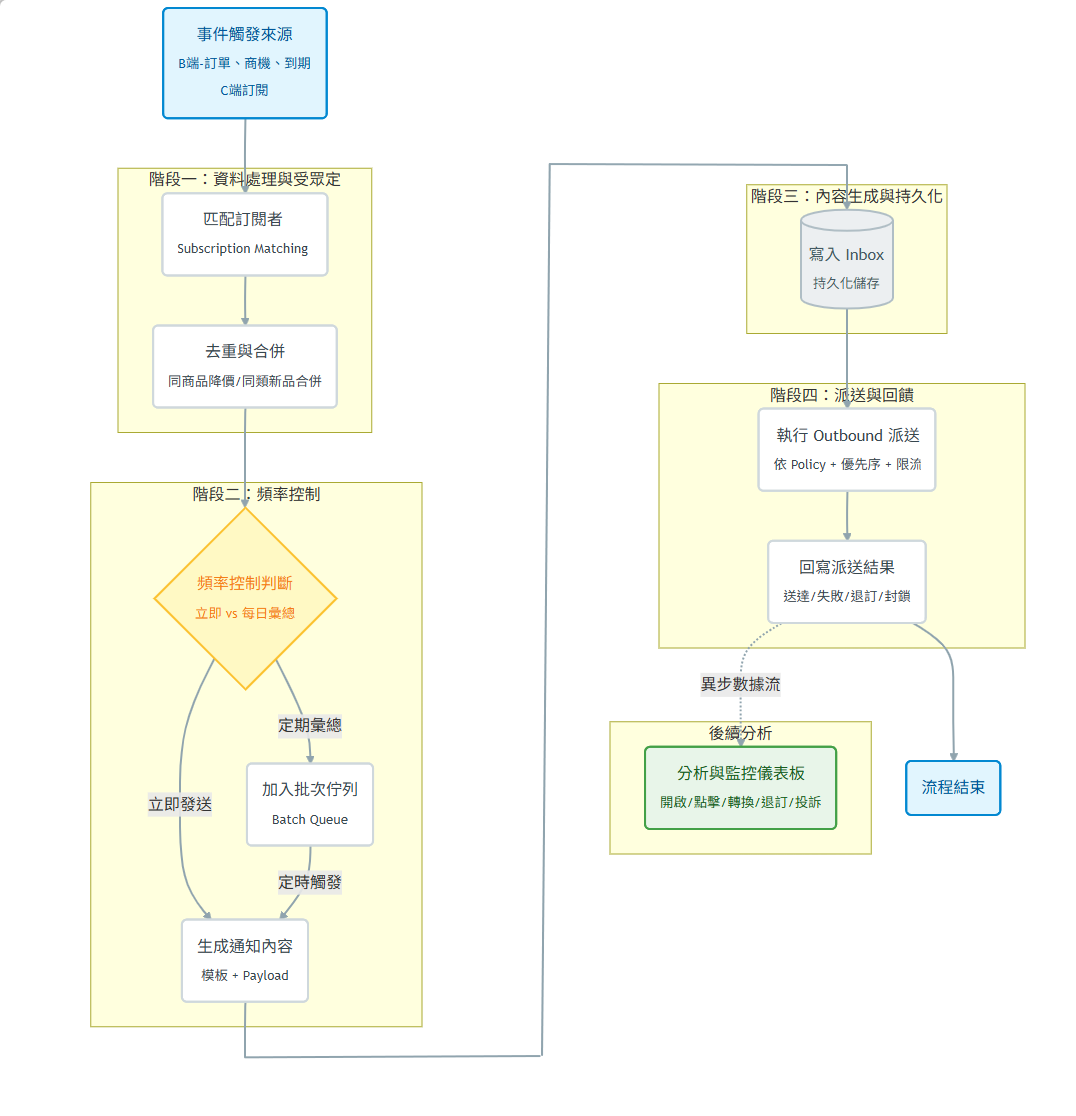 事件觸發來源
B端-訂單、商機、到期
C端訂閱
階段一：資料處理與受眾定
匹配訂閱者
Subscription Matching
去重與合併
同商品降價/同類新品合併
階段二：頻率控制
頻率控制判斷
立即 vs 每日彙總
定期彙總
立即發送
加入批次佇列
Batch Queue
定時觸發
生成通知內容
模板 + Payload
階段三：內容生成與持久化
寫入 Inbox
持久化儲存
階段四：派送與回饋
執行 Outbound 派送
依 Policy + 優先序 + 限流
回寫派送結果
送達/失敗/退訂/封鎖
異步數據流
後續分析
分析與監控儀表板
開啟/點擊/轉換/退訂/投訴
流程結束